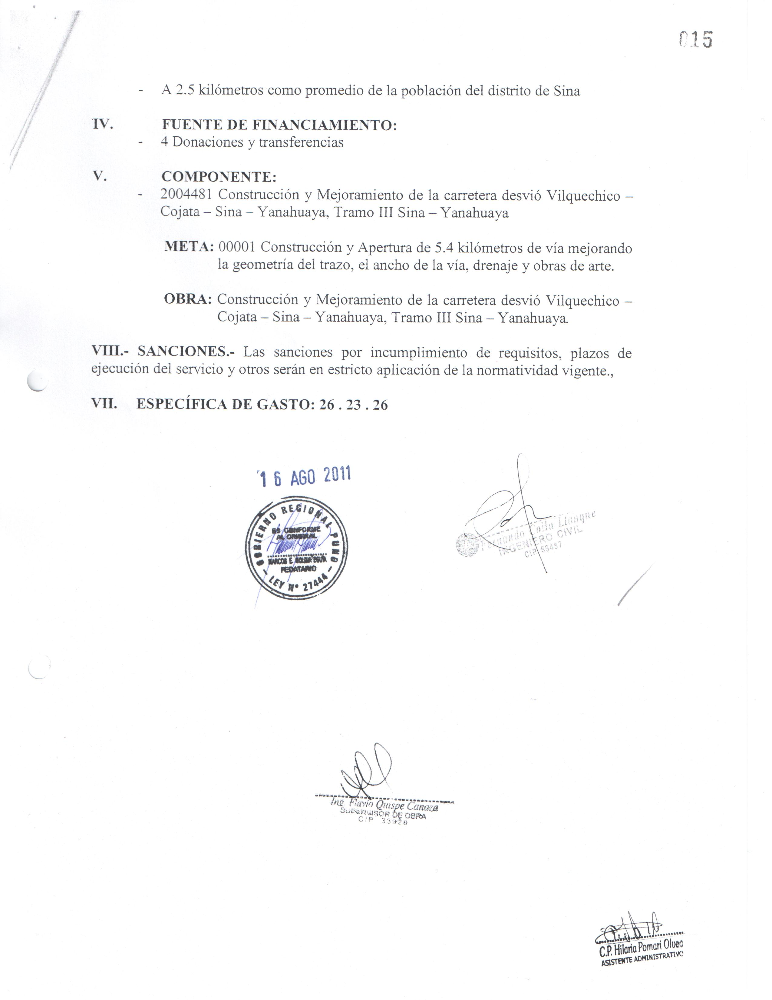 015
- A 2.5 kilómetros como promedio de la población del distrito de Sina
IV. FUENTE DE FINANCIAMIENTO:
- 4 Donaciones y transferencias
V. COMPONENTE:
- 2004481 Construcción y Mejoramiento de la carretera desvió Vilquechico –
Cojata – Sina – Yanahuaya, Tramo III Sina – Yanahuaya
META: 00001 Construcción y Apertura de 5.4 kilómetros de vía mejorando
la geometría del trazo, el ancho de la vía, drenaje y obras de arte.
OBRA: Construcción y Mejoramiento de la carretera desvió Vilquechico –
Cojata – Sina – Yanahuaya, Tramo III Sina – Yanahuaya.
VIII.- SANCIONES.- Las sanciones por incumplimiento de requisitos, plazos de
ejecución del servicio y otros serán en estricto aplicación de la normatividad vigente.,
VII. ESPECÍFICA DE GASTO: 26 . 23 . 26
16 AGO 2011
GOBIERNO REGIONAL PUNO
ES CONFORME
AL ORIGINAL
MARCOS E. MOLINA
FEDATARIO
- LEY Nº 27444 -
Fernando Coila Llanque
INGENIERO CIVIL
CIP.
Ing. Flavio Quispe Canaza
SUPERVISOR DE OBRA
CIP 33920
C.P. Hilaria Pomari Olvea
ASISTENTE ADMINISTRATIVO